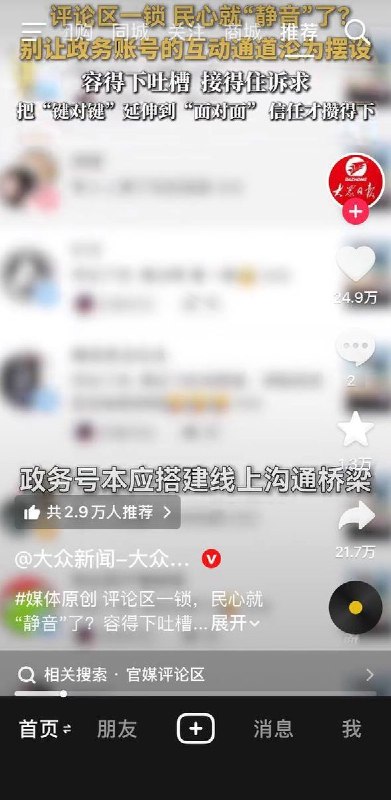 评论区一锁 民心就“静音”了?
别让政务账号的互动通道沦为摆设
同城 关注 商城 推荐
容得下吐槽 接得住诉求
把“键对键”延伸到“面对面” 信任才攒得下
大众日报
24.9万
2
政务号本应搭建线上沟通桥梁
共2.9万人推荐 >
21.7万
@大众新闻-大众...
#媒体原创 评论区一锁，民心就
“静音”了？容得下吐槽...展开
相关搜索 · 官媒评论区
首页 朋友 消息 我